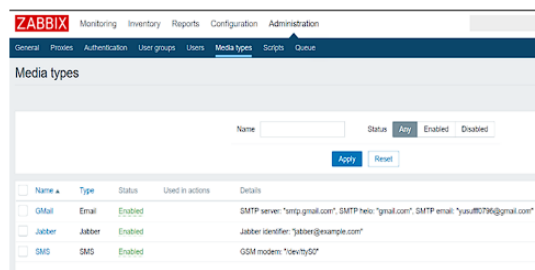 ZABBIX Monitoring Inventory Reports Configuration Administration
General Proxies Authentication User groups Users Media types Scripts Queue
Media types
Name Status Any Enabled Disabled
Apply Reset
Name Type Status Used in actions Details
GMail Email Enabled SMTP server: "smtp.gmail.com", SMTP helo: "gmail.com", SMTP email: "yusufff0796@gmail.com"
Jabber Jabber Enabled Jabber identifier: "jabber@example.com"
SMS SMS Enabled GSM modem: "/dev/ttyS0"